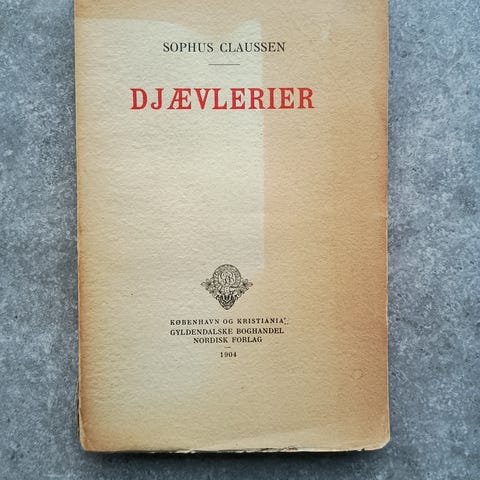 SOPHUS CLAUSSEN
DJÆVLERIER
KØBENHAVN OG KRISTIANIA
GYLDENDALSKE BOGHANDEL
NORDISK FORLAG
1904